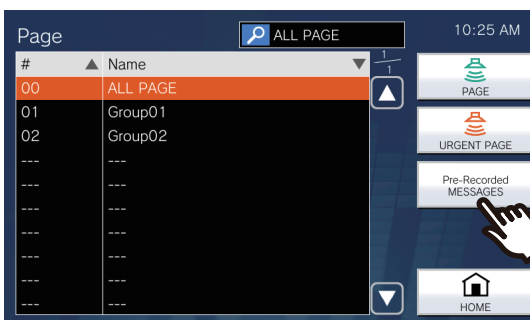 Page
ALL PAGE
10:25 AM
# ▲ Name ▼
1
1
00 ALL PAGE
01 Group01
02 Group02
--- ---
--- ---
--- ---
--- ---
--- ---
--- ---
--- ---
PAGE
URGENT PAGE
Pre-Recorded
MESSAGES
HOME